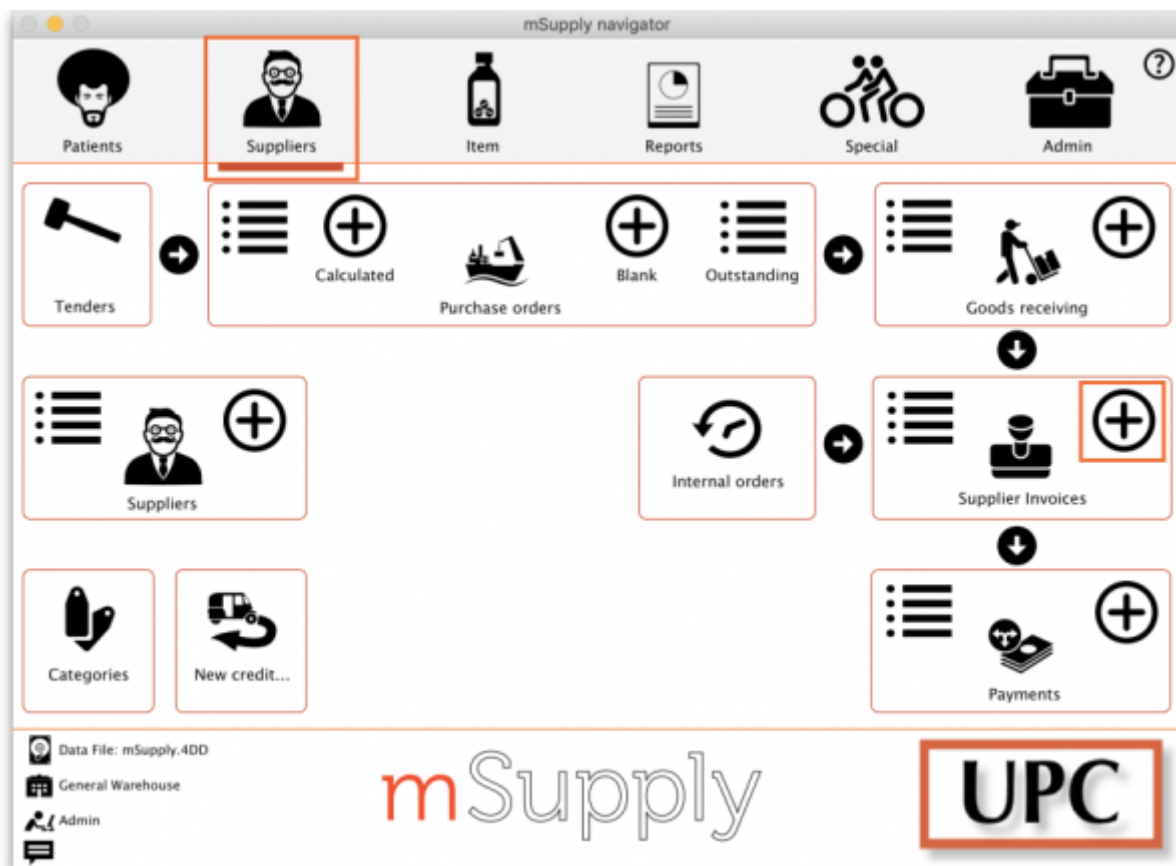 mSupply navigator
Patients
Suppliers
Item
Reports
Special
Admin
?
Tenders
Calculated
Blank
Outstanding
Purchase orders
Goods receiving
Suppliers
Internal orders
Supplier Invoices
Categories
New credit...
Payments
Data File: mSupply.4DD
General Warehouse
Admin
mSupply
UPC